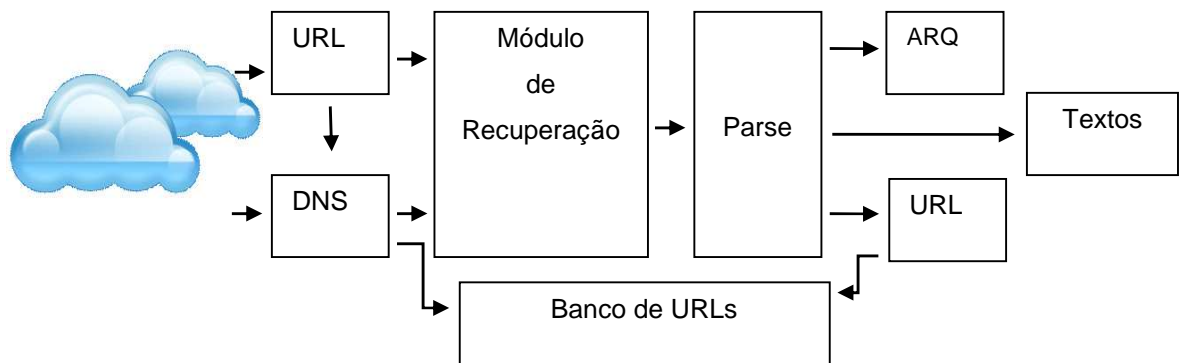 URL
Módulo
de
Recuperação
Parse
ARQ
Textos
DNS
URL
Banco de URLs